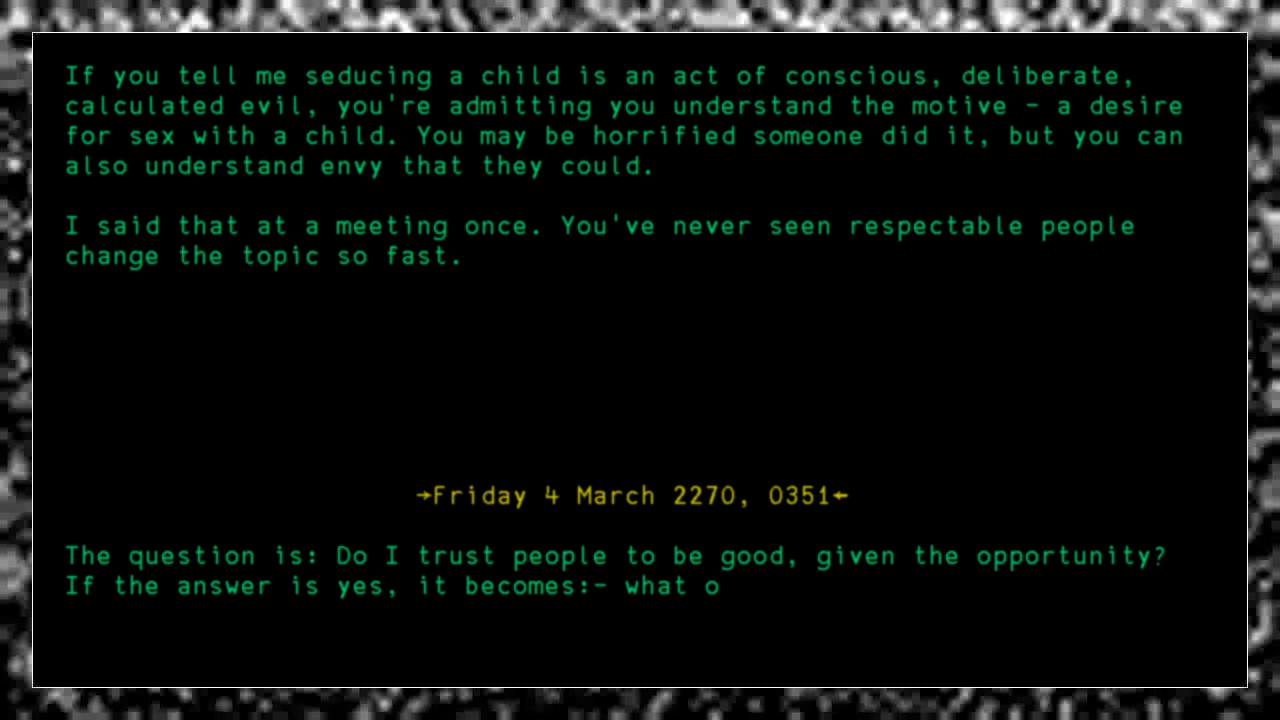 If you tell me seducing a child is an act of conscious, deliberate,
calculated evil, you're admitting you understand the motive - a desire
for sex with a child. You may be horrified someone did it, but you can
also understand envy that they could.
I said that at a meeting once. You've never seen respectable people
change the topic so fast.
→Friday 4 March 2270, 0351←
The question is: Do I trust people to be good, given the opportunity?
If the answer is yes, it becomes:- what o